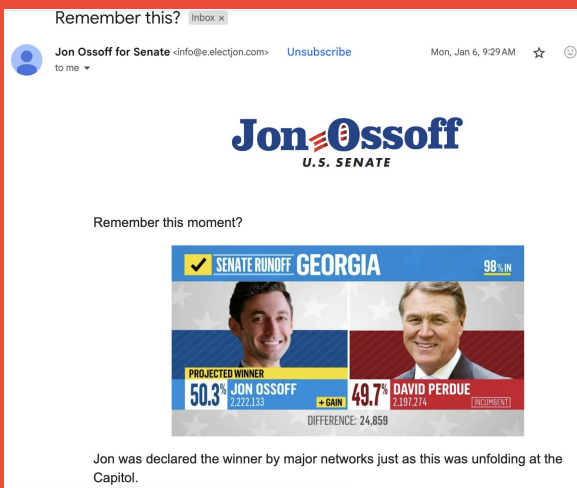 Remember this? Inbox x
Jon Ossoff for Senate <info@e.electjon.com> Unsubscribe Mon, Jan 6, 9:29 AM
to me
Jon Ossoff
U.S. SENATE
Remember this moment?
SENATE RUNOFF GEORGIA 98% IN
PROJECTED WINNER
50.3% JON OSSOFF 2,222,133 + GAIN
49.7% DAVID PERDUE 2,197,274 INCUMBENT
DIFFERENCE: 24,859
Jon was declared the winner by major networks just as this was unfolding at the
Capitol.